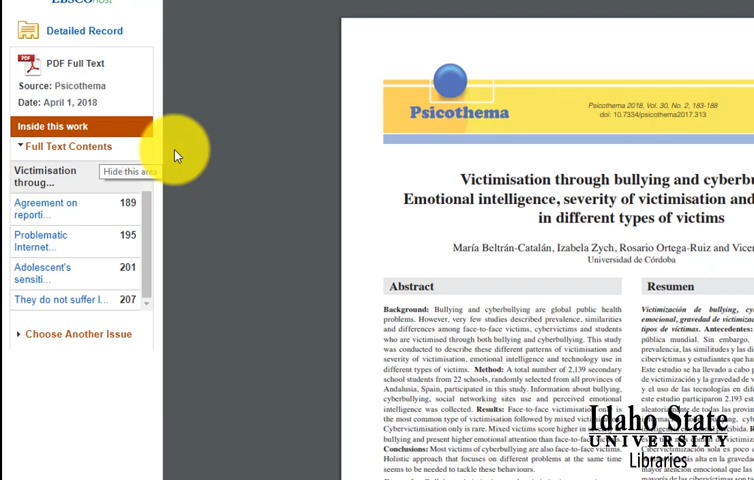 EBSCOhost
Detailed Record
PDF Full Text
Source: Psicothema
Date: April 1, 2018
Inside this work
Full Text Contents
Hide this area
Victimisation
throug...
Agreement on 189
reporti...
Problematic 195
Internet...
Adolescent's 201
sensiti...
They do not suffer l... 207
Choose Another Issue
Psicothema
Psicothema 2018, Vol. 30, No. 2, 183-188
doi: 10.7334/psicothema2017.313
Victimisation through bullying and cyberbu
Emotional intelligence, severity of victimisation and
in different types of victims
María Beltrán-Catalán, Izabela Zych, Rosario Ortega-Ruiz and Vicen
Universidad de Córdoba
Abstract
Background: Bullying and cyberbullying are global public health
problems. However, very few studies described prevalence, similarities
and differences among face-to-face victims, cybervictims and students
who are victimised through both bullying and cyberbullying. This study
was conducted to describe these different patterns of victimisation and
severity of victimisation, emotional intelligence and technology use in
different types of victims. Method: A total of 2,139 secondary
school students from 22 schools, randomly selected from all provinces of
Andalusia, Spain, participated in this study. Information about bullying,
cyberbullying, social networking sites use and perceived emotional
intelligence was collected. Results: Face-to-face victimisation only is
the most common type of victimisation followed by mixed victimi
Cybervictimisation only is rare. Mixed victims score higher in severity of
bullying and present higher emotional attention than face-to-face victims.
Conclusions: Most victims of cyberbullying are also face-to-face victims.
Holistic approach that focuses on different problems at the same time
seems to be needed to tackle these behaviours.
Resumen
Victimización de bullying, cy
emocional, gravedad de victimizac
tipos de victimas. Antecedentes:
pública mundial. Sin embargo,
prevalencia, las similitudes y las di
cibervíctimas y estudiantes que ha
Este estudio se ha llevado a cabo p
y el uso de las tecnologías en dif
este estudio participaron 2.193 est
aleatoriamente de todas las provin
Idaho State
UNIVERSITY
Libraries